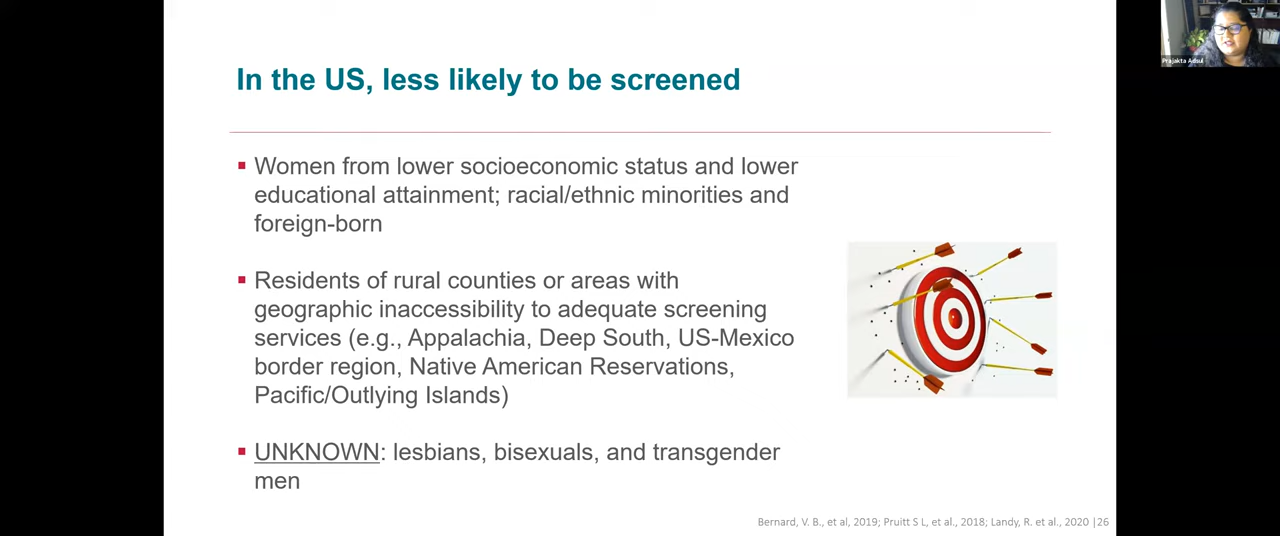 In the US, less likely to be screened
Prajakta Adsul
▪ Women from lower socioeconomic status and lower
educational attainment; racial/ethnic minorities and
foreign-born
▪ Residents of rural counties or areas with
geographic inaccessibility to adequate screening
services (e.g., Appalachia, Deep South, US-Mexico
border region, Native American Reservations,
Pacific/Outlying Islands)
▪ UNKNOWN: lesbians, bisexuals, and transgender
men
Bernard, V. B., et al, 2019; Pruitt S L, et al., 2018; Landy, R. et al., 2020 |26